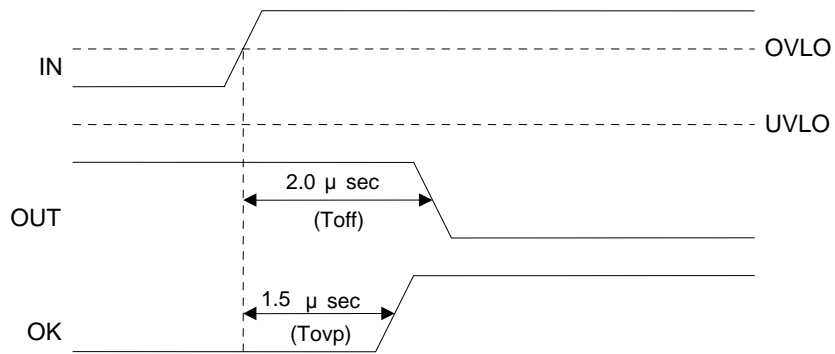 OVLO
IN
UVLO
2.0 μ sec
OUT
(Toff)
1.5 μ sec
OK
(Tovp)